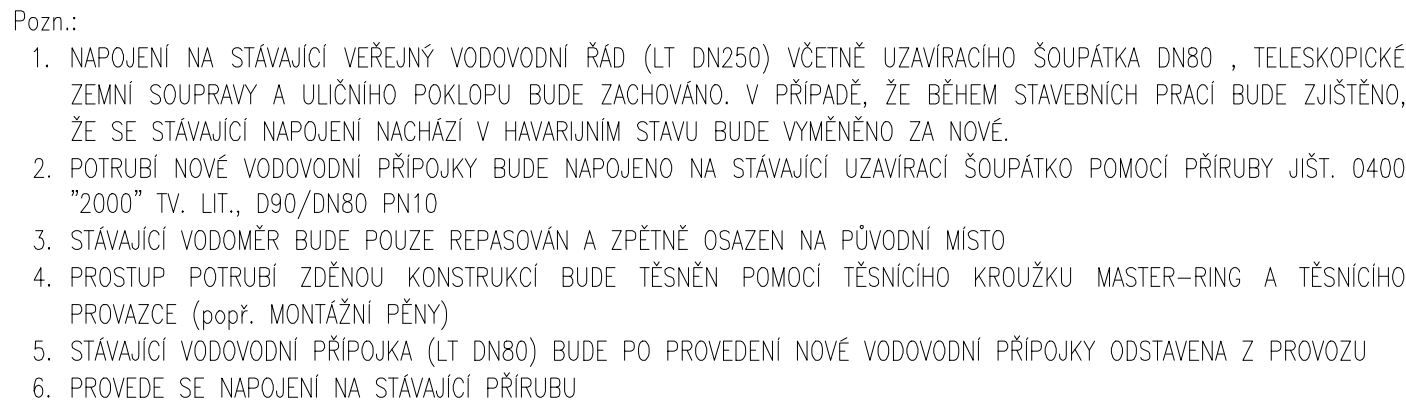 Pozn.:
1. NAPOJENÍ NA STÁVAJÍCÍ VEŘEJNÝ VODOVODNÍ ŘÁD (LT DN250) VČETNĚ UZAVÍRACÍHO ŠOUPÁTKA DN80 , TELESKOPICKÉ
ZEMNÍ SOUPRAVY A ULIČNÍHO POKLOPU BUDE ZACHOVÁNO. V PŘÍPADĚ, ŽE BĚHEM STAVEBNÍCH PRACÍ BUDE ZJIŠTĚNO,
ŽE SE STÁVAJÍCÍ NAPOJENÍ NACHÁZÍ V HAVARIJNÍM STAVU BUDE VYMĚNĚNO ZA NOVÉ.
2. POTRUBÍ NOVÉ VODOVODNÍ PŘÍPOJKY BUDE NAPOJENO NA STÁVAJÍCÍ UZAVÍRACÍ ŠOUPÁTKO POMOCÍ PŘÍRUBY JIŠT. 0400
"2000" TV. LIT., D90/DN80 PN10
3. STÁVAJÍCÍ VODOMĚR BUDE POUZE REPASOVÁN A ZPĚTNĚ OSAZEN NA PŮVODNÍ MÍSTO
4. PROSTUP POTRUBÍ ZDĚNOU KONSTRUKCÍ BUDE TĚSNĚN POMOCÍ TĚSNÍCÍHO KROUŽKU MASTER-RING A TĚSNÍCÍHO
PROVAZCE (popř. MONTÁŽNÍ PĚNY)
5. STÁVAJÍCÍ VODOVODNÍ PŘÍPOJKA (LT DN80) BUDE PO PROVEDENÍ NOVÉ VODOVODNÍ PŘÍPOJKY ODSTAVENA Z PROVOZU
6. PROVEDE SE NAPOJENÍ NA STÁVAJÍCÍ PŘÍRUBU